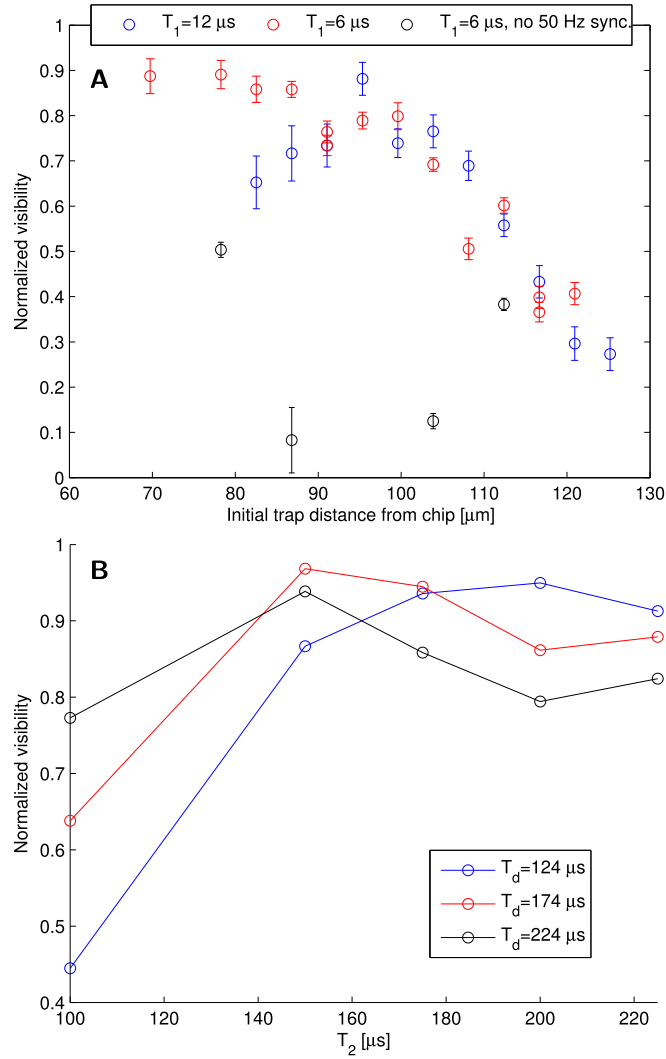 T1=12 μs T1=6 μs T1=6 μs, no 50 Hz sync.
A
1
0.9
0.8
0.7
0.6
0.5
0.4
0.3
0.2
0.1
0
Normalized visibility
60 70 80 90 100 110 120 130
Initial trap distance from chip [μm]
B
1
0.9
0.8
0.7
0.6
0.5
0.4
Normalized visibility
Td=124 μs
Td=174 μs
Td=224 μs
100 120 140 160 180 200 220
T2 [μs]